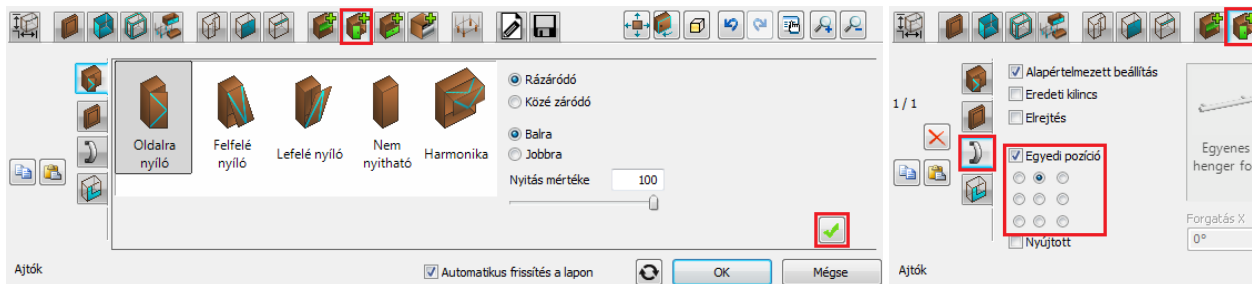 Oldalra nyíló
Felfelé nyíló
Lefelé nyíló
Nem nyitható
Harmonika
Rázáródó
Közé záródó
Balra
Jobbra
Nyitás mértéke 100
Ajtók
Automatikus frissítés a lapon
OK
Mégse
1 / 1
Alapértelmezett beállítás
Eredeti kilincs
Elrejtés
Egyedi pozíció
Nyújtott
Egyenes
henger fo
Forgatás X
0°
Ajtók